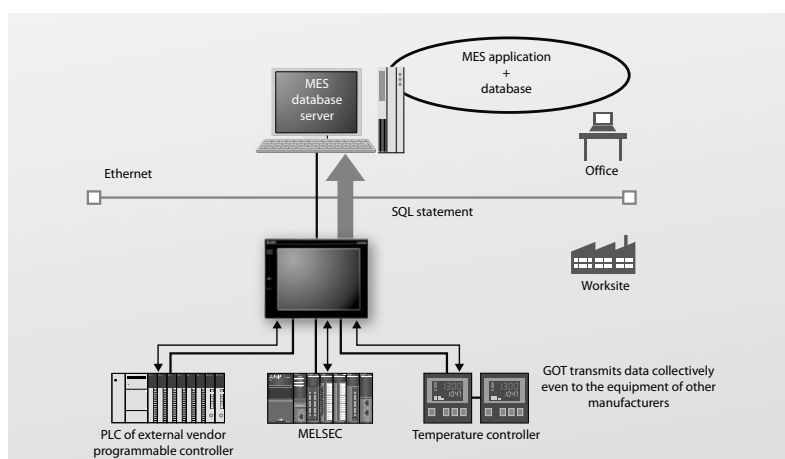 MES application
+
database
MES
database
server
Office
Ethernet
SQL statement
Worksite
GOT transmits data collectively
even to the equipment of other
manufacturers
PLC of external vendor
programmable controller
MELSEC
Temperature controller